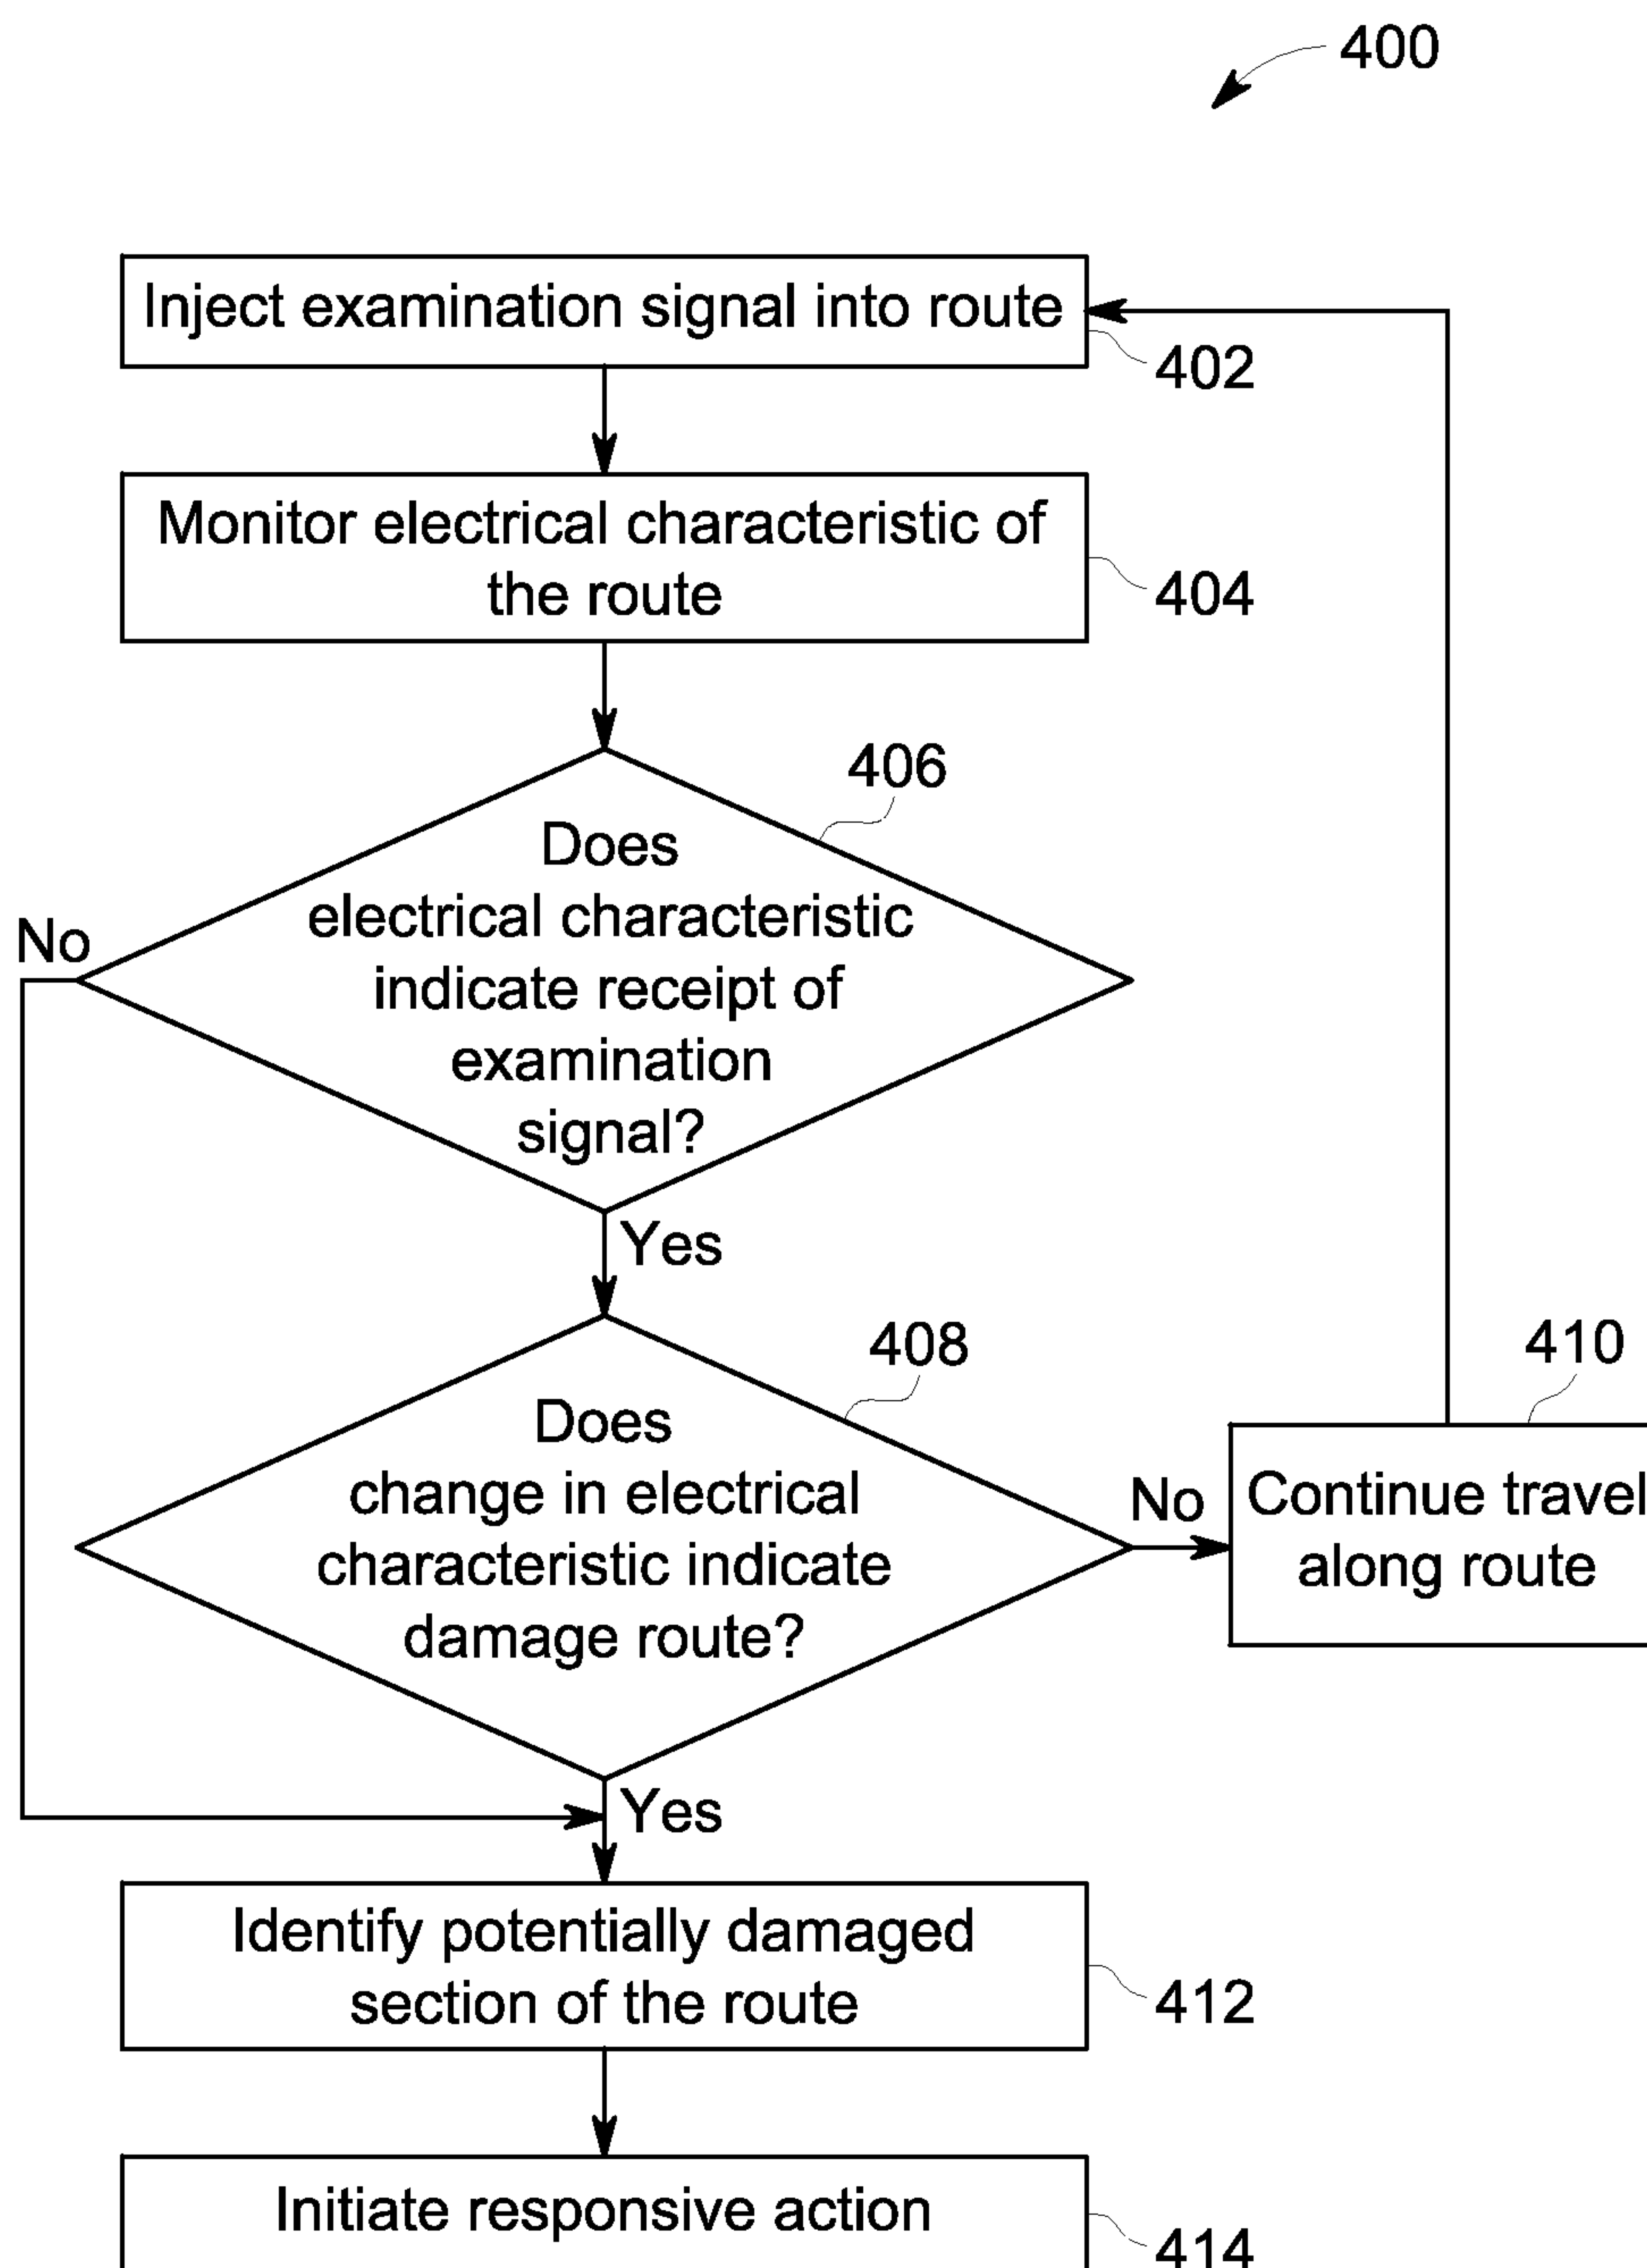 400
Inject examination signal into route
402
Monitor electrical characteristic of
the route
404
406
Does
electrical characteristic
indicate receipt of
examination
signal?
No
Yes
408
Does
change in electrical
characteristic indicate
damage route?
No
410
Continue travel
along route
Yes
Identify potentially damaged
section of the route
412
Initiate responsive action
414